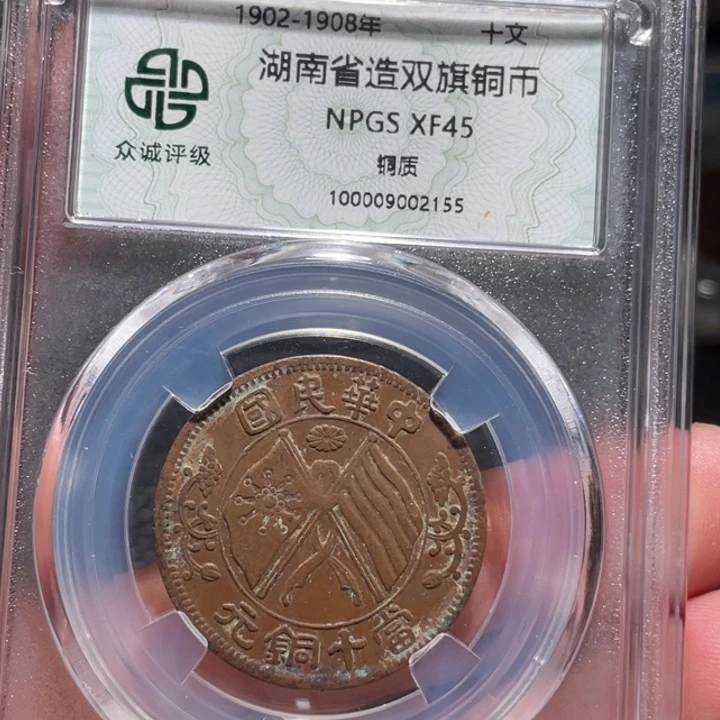 1902-1908年 十文
湖南省造双旗铜币
NPGS XF45
众诚评级
铜质
100009002155
中華民國
當十銅元